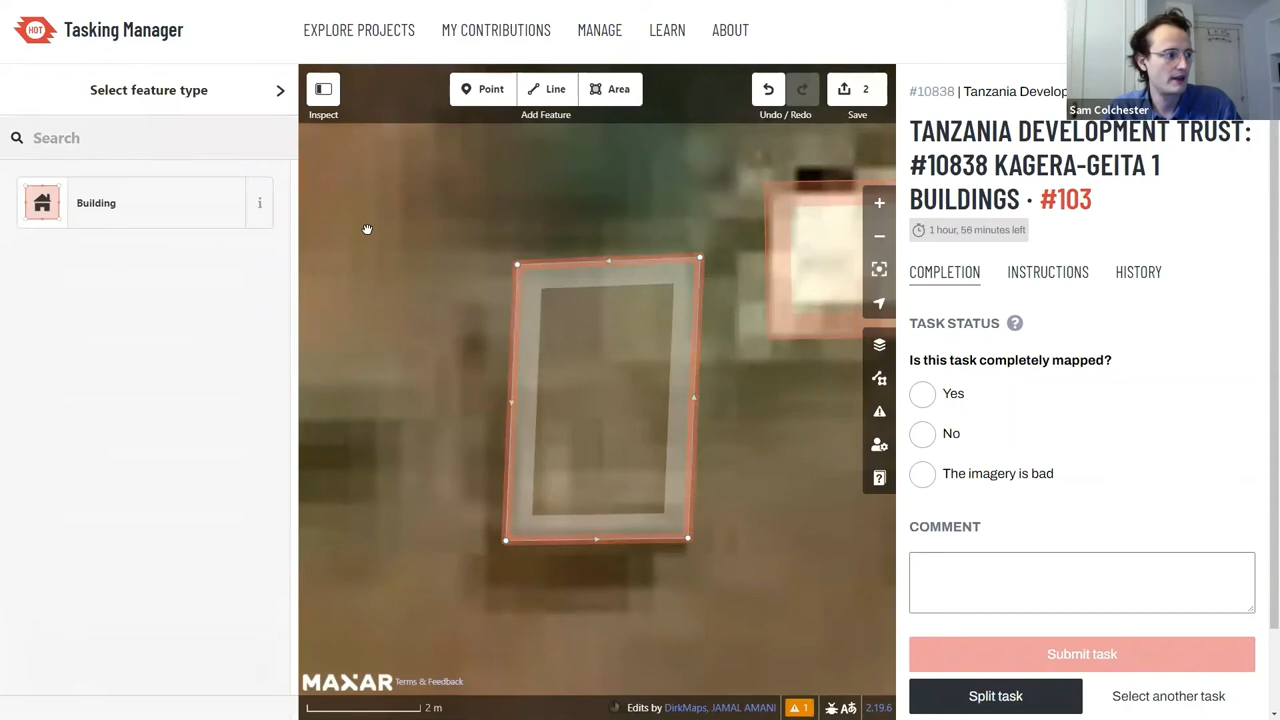 HOT Tasking Manager
EXPLORE PROJECTS MY CONTRIBUTIONS MANAGE LEARN ABOUT
Select feature type
Search
Building
i
Inspect
Point Line Area
Add Feature
Undo / Redo
2
Save
#10838 | Tanzania Develop
Sam Colchester
TANZANIA DEVELOPMENT TRUST:
#10838 KAGERA-GEITA 1
BUILDINGS · #103
1 hour, 56 minutes left
COMPLETION INSTRUCTIONS HISTORY
TASK STATUS ?
Is this task completely mapped?
Yes
No
The imagery is bad
COMMENT
Submit task
Split task Select another task
MAXAR Terms & Feedback
2 m
Edits by DirkMaps, JAMAL AMANI
1
2.19.6